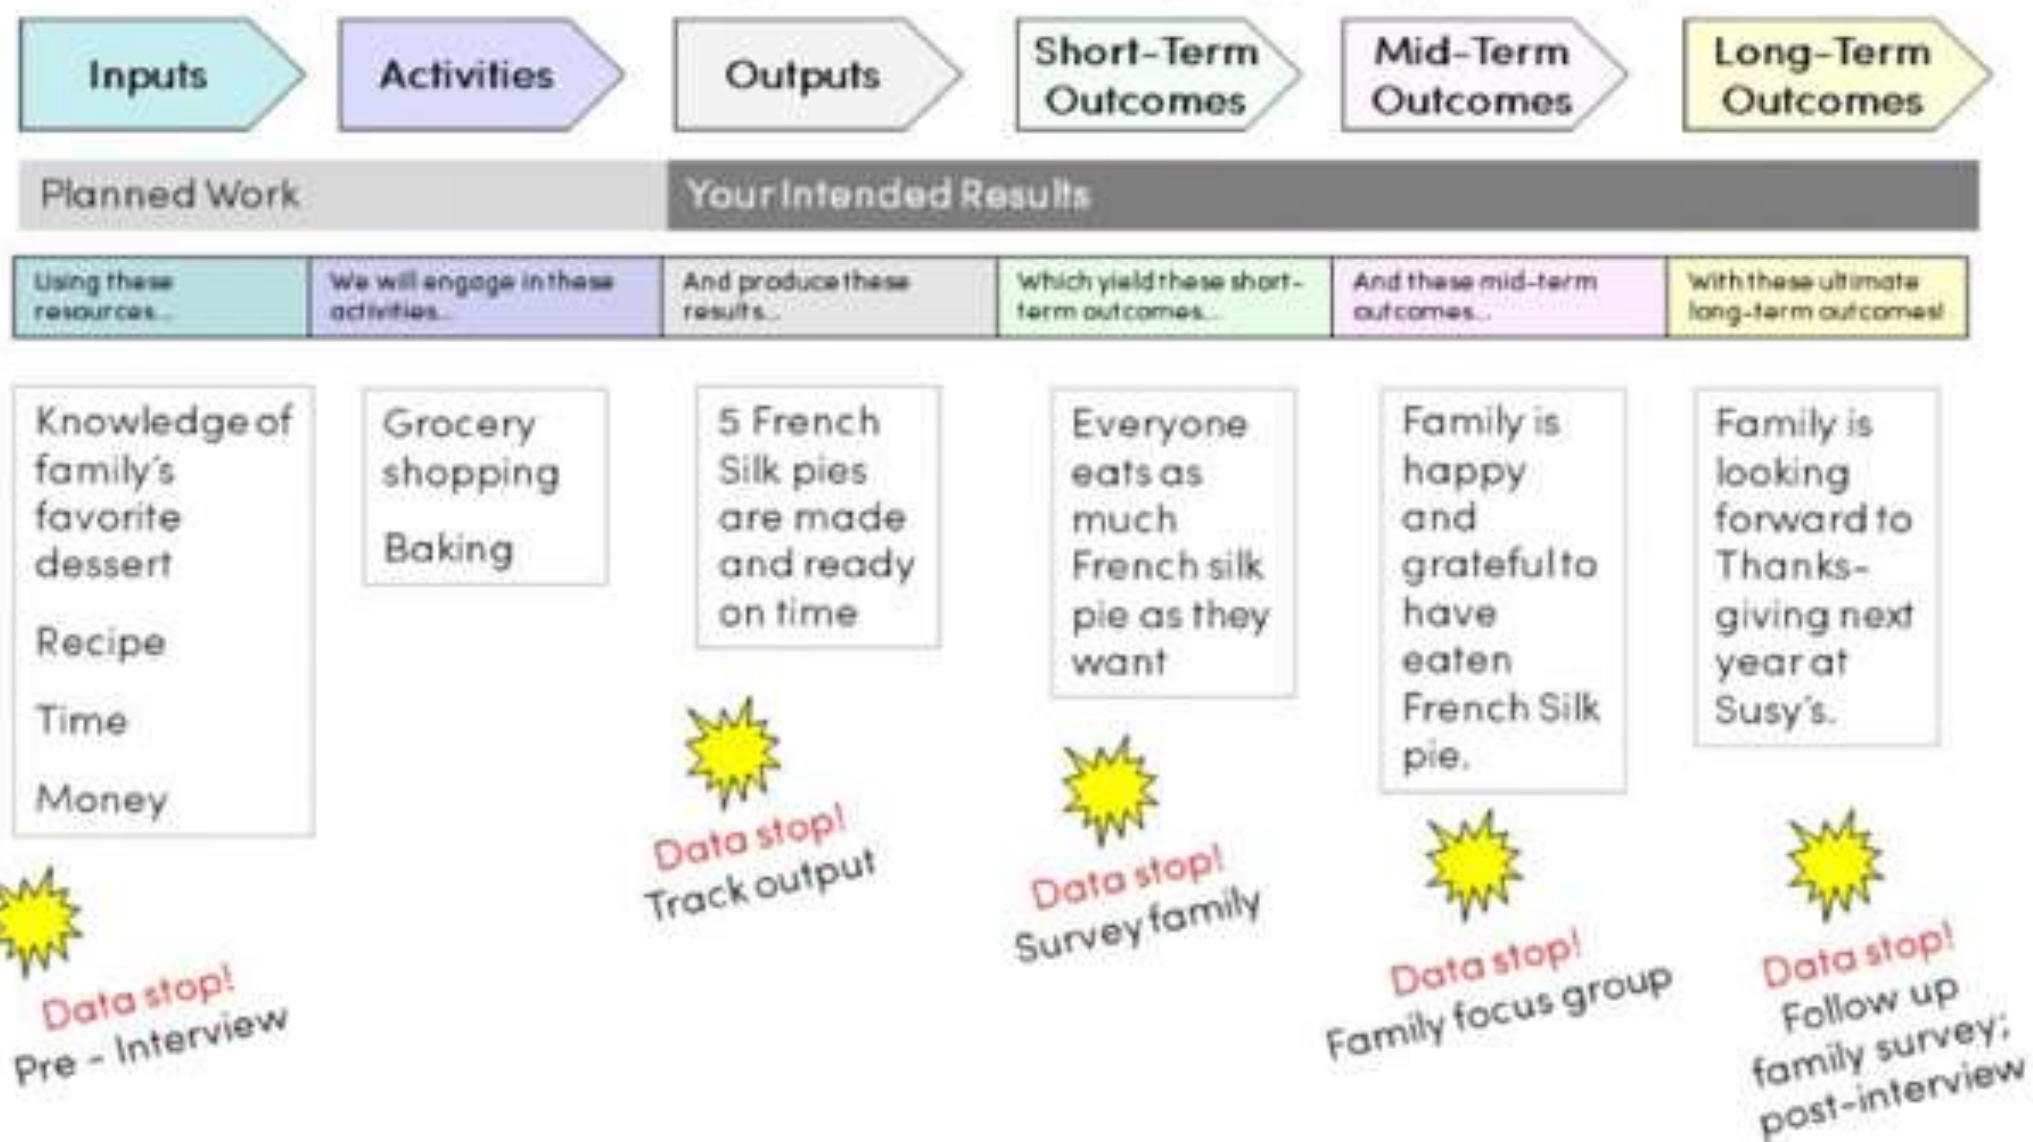 Inputs
Activities
Outputs
Short-Term
Outcomes
Mid-Term
Outcomes
Long-Term
Outcomes
Planned Work
Your Intended Results
Using these
resources...
We will engage in these
activities...
And produce these
results...
Which yield these short-
term outcomes...
And these mid-term
outcomes...
With these ultimate
long-term outcomes!
Knowledge of
family's
favorite
dessert
Recipe
Time
Money
Grocery
shopping
Baking
5 French
Silk pies
are made
and ready
on time
Everyone
eats as
much
French silk
pie as they
want
Family is
happy
and
grateful to
have
eaten
French Silk
pie.
Family is
looking
forward to
Thanks-
giving next
year at
Susy's.
Data stop!
Pre - Interview
Data stop!
Track output
Data stop!
Survey family
Data stop!
Family focus group
Data stop!
Follow up
family survey;
post-interview